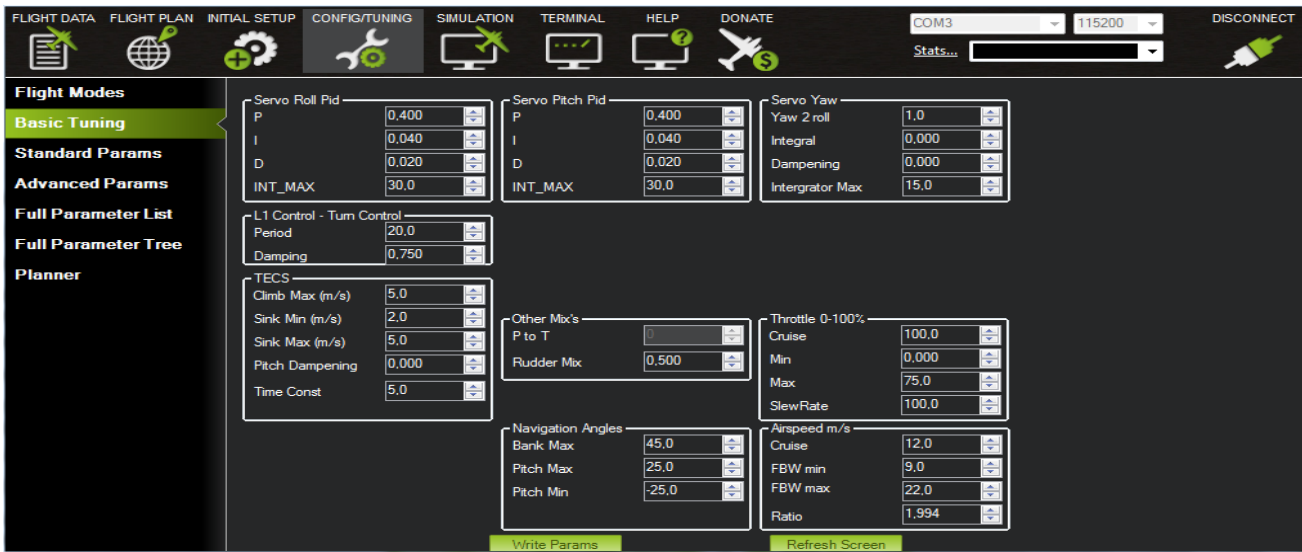 FLIGHT DATA FLIGHT PLAN INITIAL SETUP CONFIG/TUNING SIMULATION TERMINAL HELP DONATE COM3 115200 DISCONNECT
Stats...
Flight Modes
Basic Tuning
Standard Params
Advanced Params
Full Parameter List
Full Parameter Tree
Planner
Servo Roll Pid
P 0,400
I 0,040
D 0,020
INT_MAX 30,0
Servo Pitch Pid
P 0,400
I 0,040
D 0,020
INT_MAX 30,0
Servo Yaw
Yaw 2 roll 1,0
Integral 0,000
Dampening 0,000
Intergrator Max 15,0
L1 Control - Turn Control
Period 20,0
Damping 0,750
TECS
Climb Max (m/s) 5,0
Sink Min (m/s) 2,0
Sink Max (m/s) 5,0
Pitch Dampening 0,000
Time Const 5,0
Other Mix's
P to T 0
Rudder Mix 0,500
Throttle 0-100%
Cruise 100,0
Min 0,000
Max 75,0
SlewRate 100,0
Navigation Angles
Bank Max 45,0
Pitch Max 25,0
Pitch Min -25,0
Airspeed m/s
Cruise 12,0
FBW min 9,0
FBW max 22,0
Ratio 1,994
Write Params
Refresh Screen